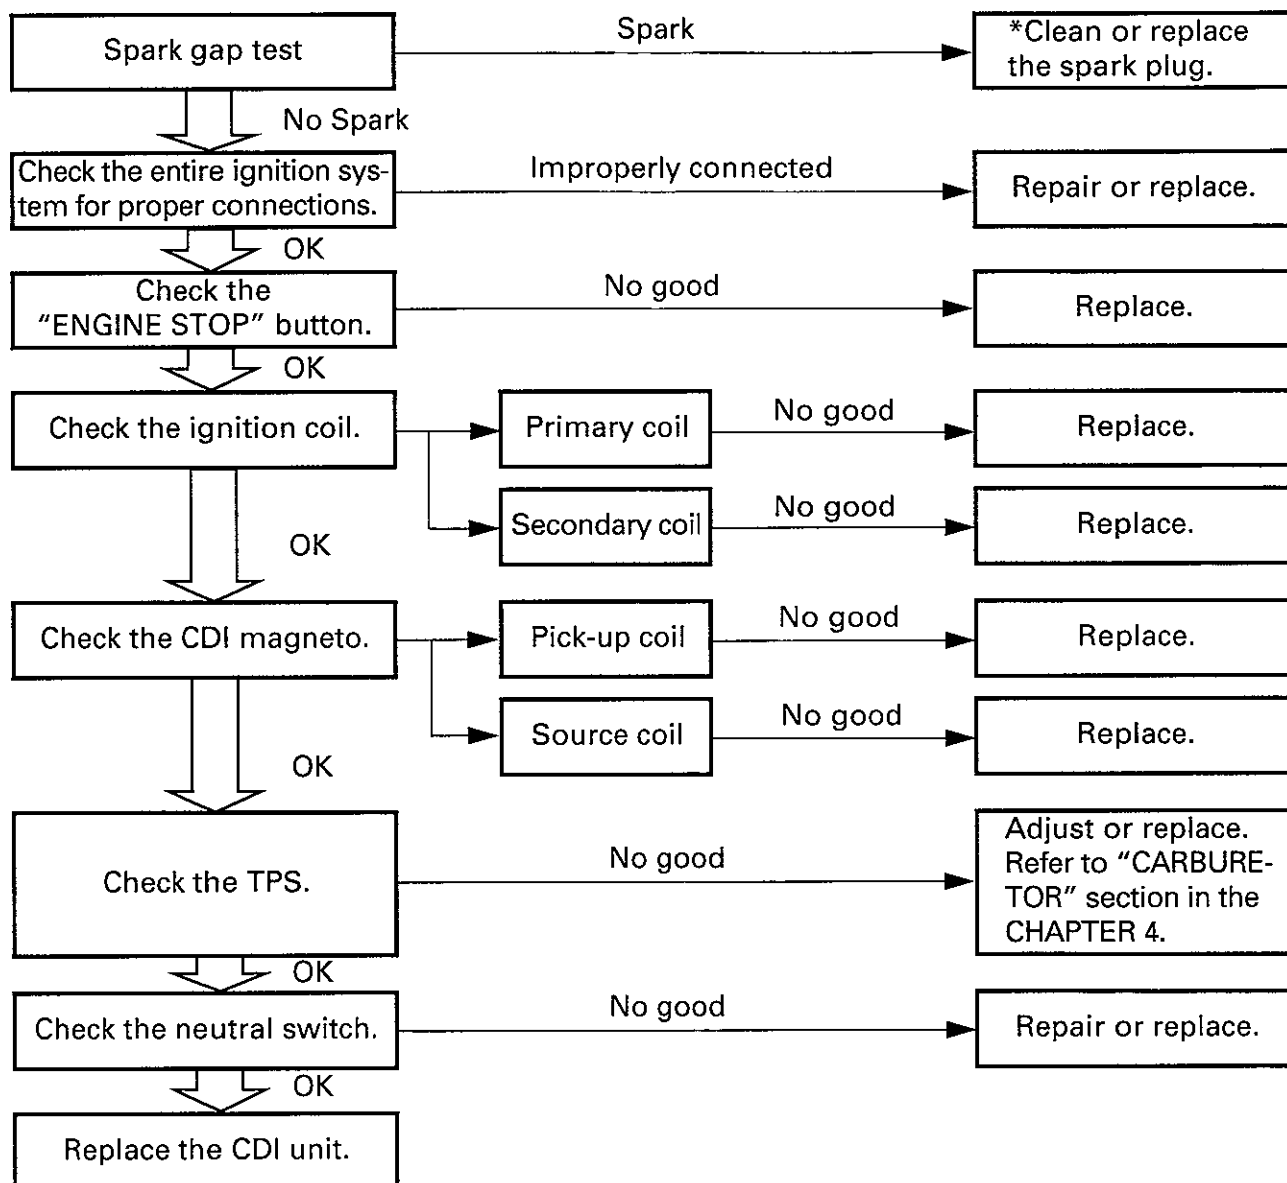 Spark gap test
Spark
*Clean or replace
the spark plug.
No Spark
Check the entire ignition sys-
tem for proper connections.
Improperly connected
Repair or replace.
OK
Check the
"ENGINE STOP" button.
No good
Replace.
OK
Check the ignition coil.
Primary coil
No good
Replace.
Secondary coil
No good
Replace.
OK
Check the CDI magneto.
Pick-up coil
No good
Replace.
Source coil
No good
Replace.
OK
Check the TPS.
No good
Adjust or replace.
Refer to "CARBURE-
TOR" section in the
CHAPTER 4.
OK
Check the neutral switch.
No good
Repair or replace.
OK
Replace the CDI unit.